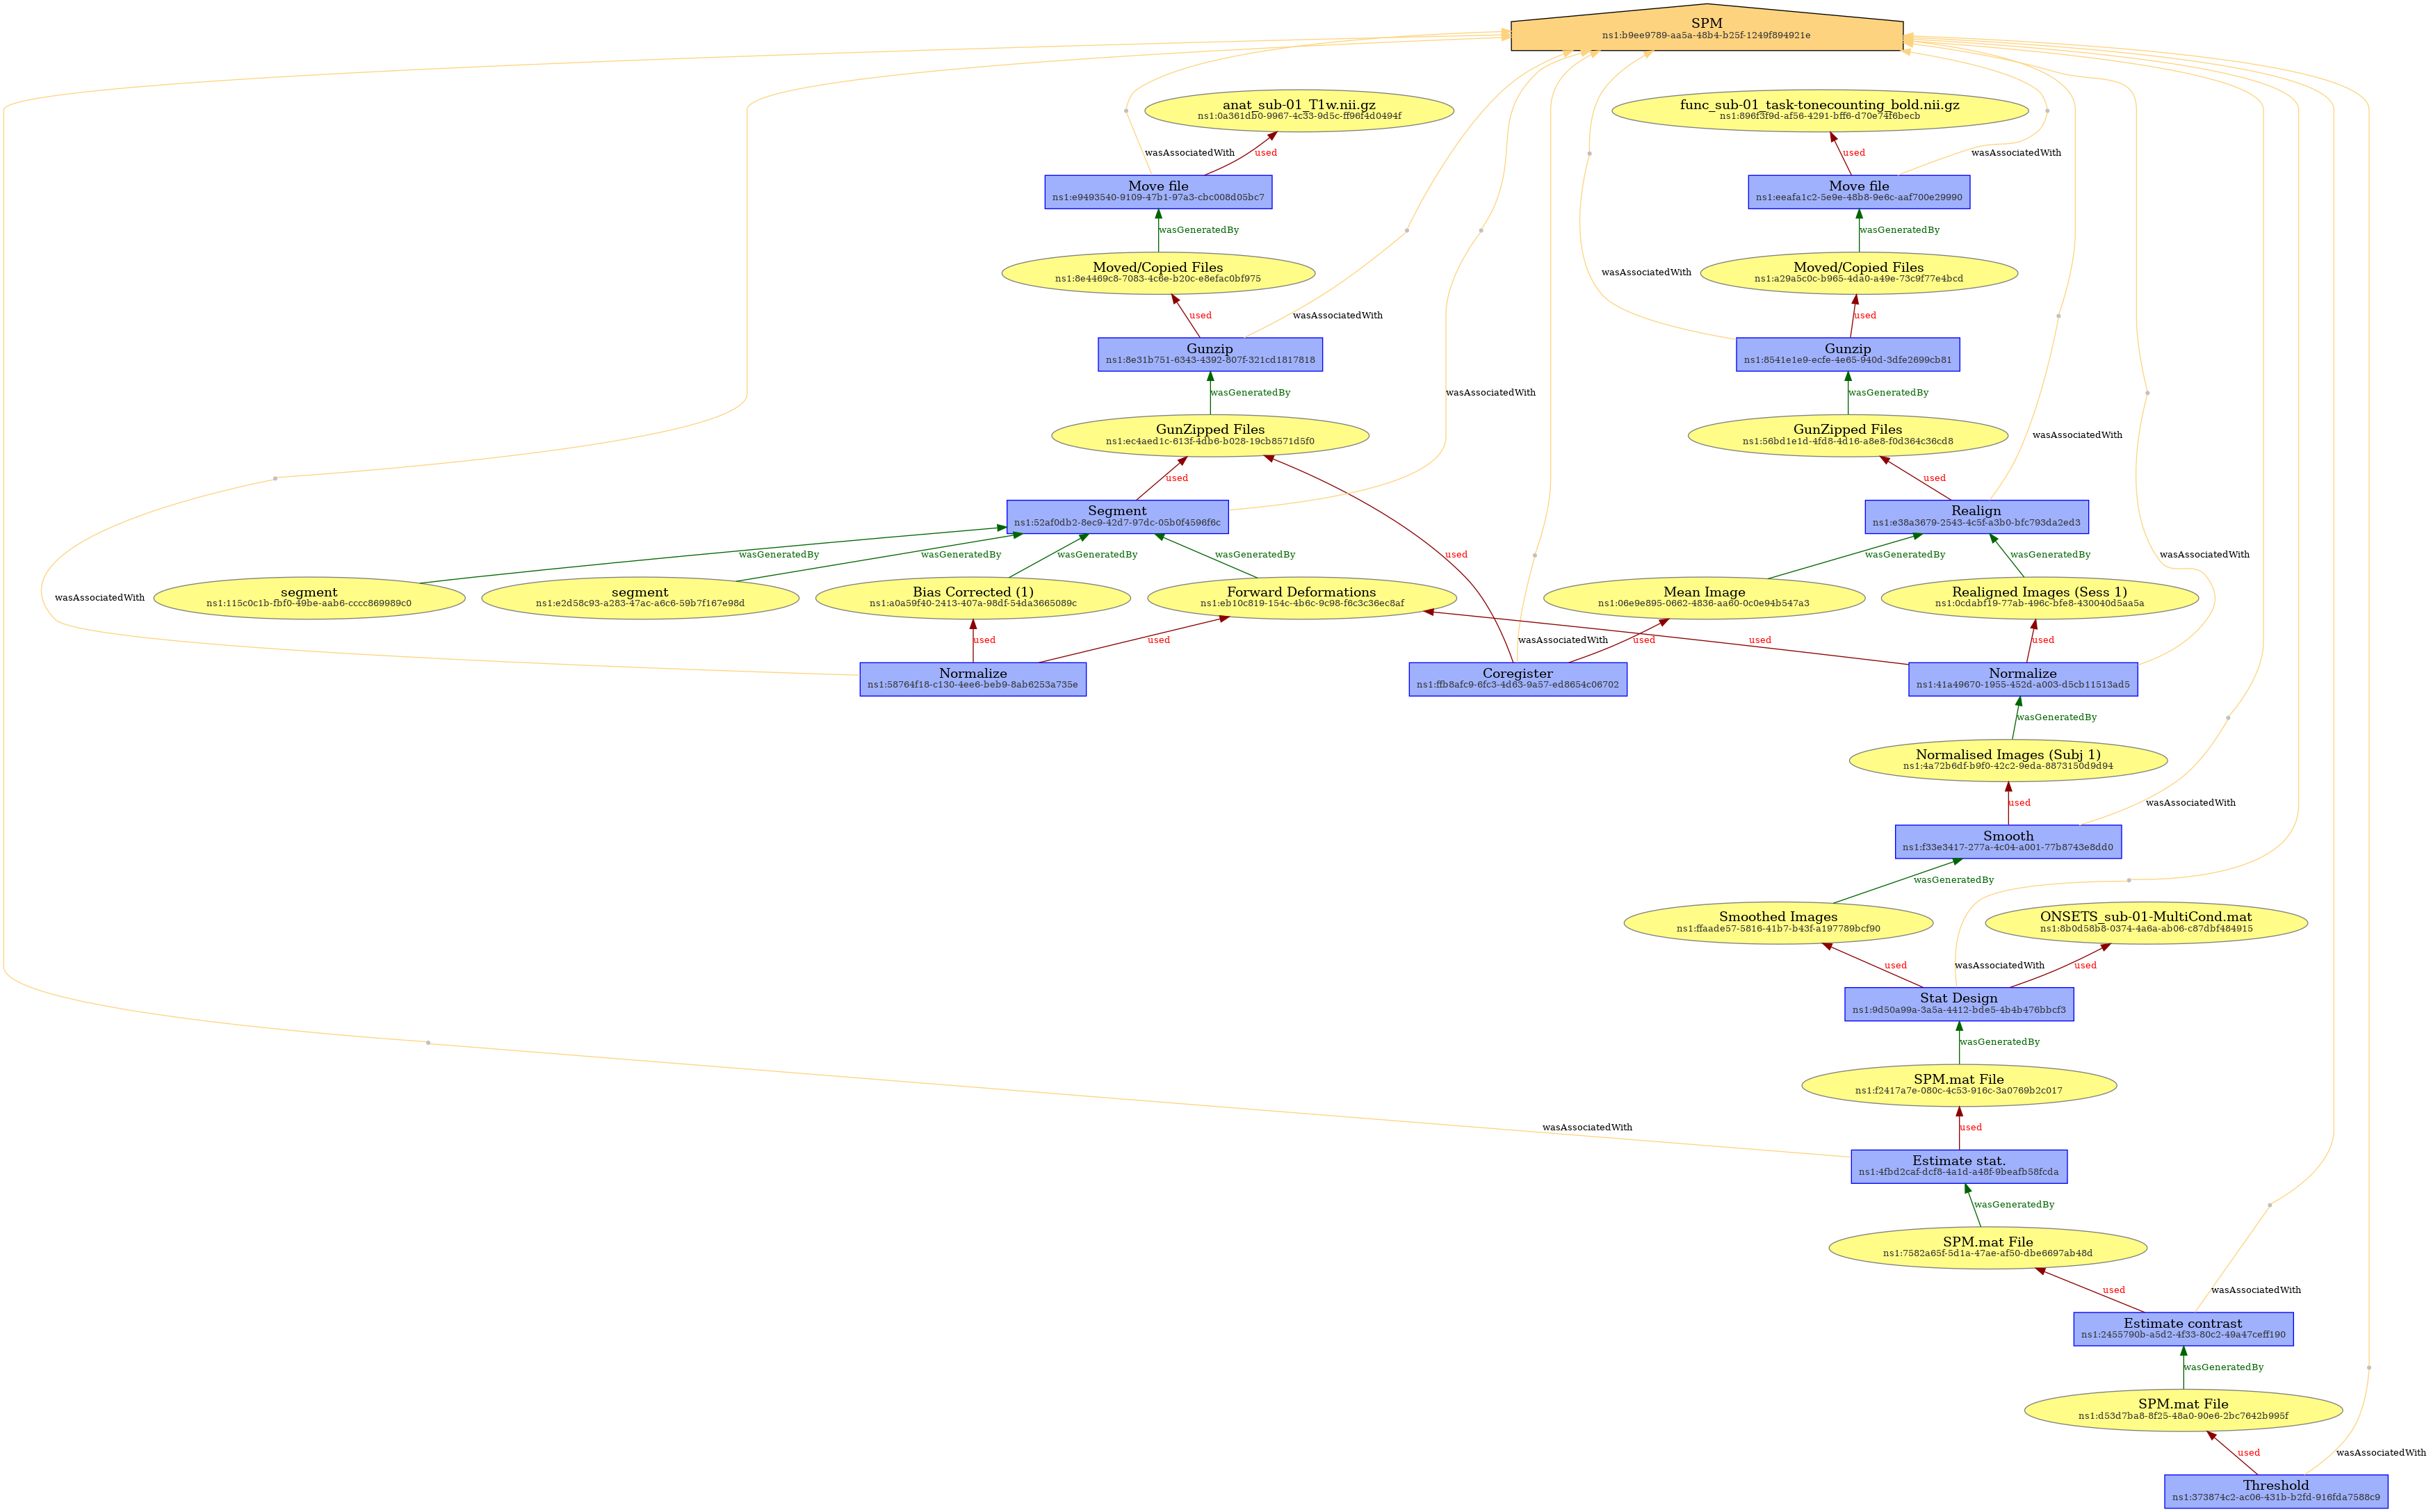 SPM
ns1:b9ee9789-aa5a-48b4-b25f-1249f894921e
anat_sub-01_T1w.nii.gz
ns1:0a361db0-9967-4c33-9d5c-ff96f4d0494f
func_sub-01_task-tonecounting_bold.nii.gz
ns1:896f3f9d-af56-4291-bff6-d70e74f6becb
wasAssociatedWith
used
used
wasAssociatedWith
Move file
ns1:e9493540-9109-47b1-97a3-cbc008d05bc7
Move file
ns1:eeafa1c2-5e9e-48b8-9e6c-aaf700e29990
wasGeneratedBy
wasGeneratedBy
Moved/Copied Files
ns1:8e4469c8-7083-4c8e-b20c-e8efac0bf975
wasAssociatedWith
Moved/Copied Files
ns1:a29a5c0c-b965-4da0-a49e-73c9f77e4bcd
used
wasAssociatedWith
used
Gunzip
ns1:8e31b751-6343-4392-807f-321cd1817818
Gunzip
ns1:8541e1e9-ecfe-4e65-940d-3dfe2699cb81
wasGeneratedBy
wasAssociatedWith
wasGeneratedBy
GunZipped Files
ns1:ec4aed1c-613f-4db6-b028-19cb8571d5f0
GunZipped Files
ns1:56bd1e1d-4fd8-4d16-a8e8-f0d364c36cd8
wasAssociatedWith
used
used
Segment
ns1:52af0db2-8ec9-42d7-97dc-05b0f4596f6c
Realign
ns1:e38a3679-2543-4c5f-a3b0-bfc793da2ed3
wasGeneratedBy
wasGeneratedBy
wasGeneratedBy
wasGeneratedBy
used
wasGeneratedBy
wasGeneratedBy
wasAssociatedWith
wasAssociatedWith
segment
ns1:115c0c1b-fbf0-49be-aab6-cccc869989c0
segment
ns1:e2d58c93-a283-47ac-a6c6-59b7f167e98d
Bias Corrected (1)
ns1:a0a59f40-2413-407a-98df-54da3665089c
Forward Deformations
ns1:eb10c819-154c-4b6c-9c98-f6c3c36ec8af
Mean Image
ns1:06e9e895-0662-4836-aa60-0c0e94b547a3
Realigned Images (Sess 1)
ns1:0cdabf19-77ab-496c-bfe8-430040d5aa5a
used
used
wasAssociatedWith
used
used
used
Normalize
ns1:58764f18-c130-4ee6-beb9-8ab6253a735e
Coregister
ns1:ffb8afc9-6fc3-4d63-9a57-ed8654c06702
Normalize
ns1:41a49670-1955-452d-a003-d5cb11513ad5
wasGeneratedBy
Normalised Images (Subj 1)
ns1:4a72b6df-b9f0-42c2-9eda-8873150d9d94
used
wasAssociatedWith
Smooth
ns1:f33e3417-277a-4c04-a001-77b8743e8dd0
wasGeneratedBy
Smoothed Images
ns1:ffaade57-5816-41b7-b43f-a197789bcf90
ONSETS_sub-01-MultiCond.mat
ns1:8b0d58b8-0374-4a6a-ab06-c87dbf484915
used
wasAssociatedWith
used
Stat Design
ns1:9d50a99a-3a5a-4412-bde5-4b4b476bbcf3
wasGeneratedBy
SPM.mat File
ns1:f2417a7e-080c-4c53-916c-3a0769b2c017
wasAssociatedWith
used
Estimate stat.
ns1:4fbd2caf-dcf8-4a1d-a48f-9beafb58fcda
wasGeneratedBy
SPM.mat File
ns1:7582a65f-5d1a-47ae-af50-dbe6697ab48d
used
wasAssociatedWith
Estimate contrast
ns1:2455790b-a5d2-4f33-80c2-49a47ceff190
wasGeneratedBy
SPM.mat File
ns1:d53d7ba8-8f25-48a0-90e6-2bc7642b995f
used
wasAssociatedWith
Threshold
ns1:373874c2-ac06-431b-b2fd-916fda7588c9